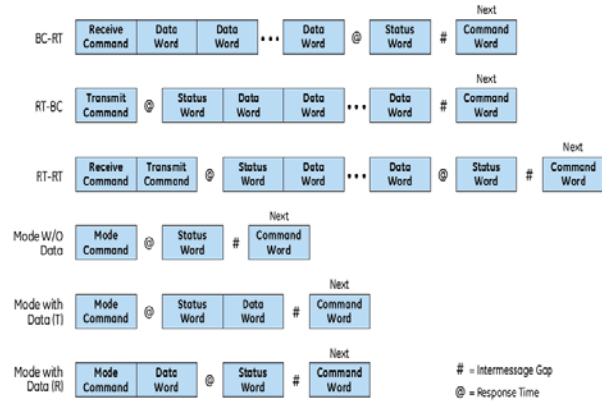 Next
BC-RT Receive Command Data Word Data Word ••• Data Word @ Status Word # Command Word
Next
RT-BC Transmit Command @ Status Word Data Word Data Word ••• Data Word # Command Word
Next
RT-RT Receive Command Transmit Command @ Status Word Data Word ••• Data Word @ Status Word # Command Word
Next
Mode W/O Data Mode Command @ Status Word # Command Word
Next
Mode with Data (T) Mode Command @ Status Word Data Word # Command Word
Next
Mode with Data (R) Mode Command Data Word @ Status Word # Command Word
# = Intermessage Gap
@ = Response Time